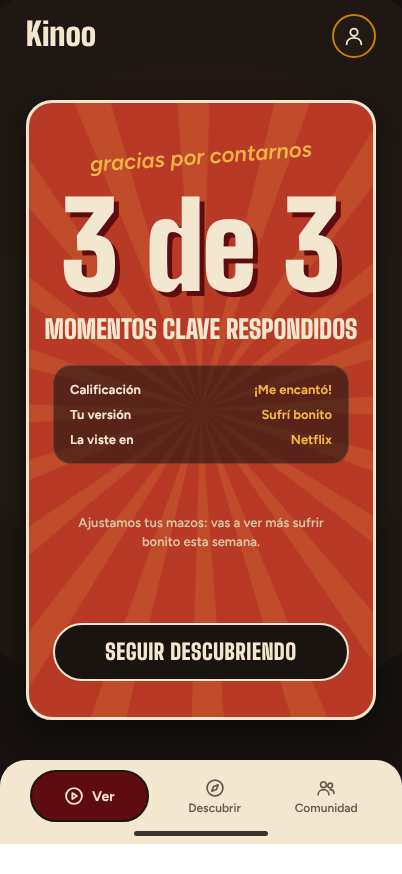 Kinoo
gracias por contarnos
3 de 3
MOMENTOS CLAVE RESPONDIDOS
Calificación ¡Me encantó!
Tu versión Sufrí bonito
La viste en Netflix
Ajustamos tus mazos: vas a ver más sufrir
bonito esta semana.
SEGUIR DESCUBRIENDO
Ver
Descubrir
Comunidad